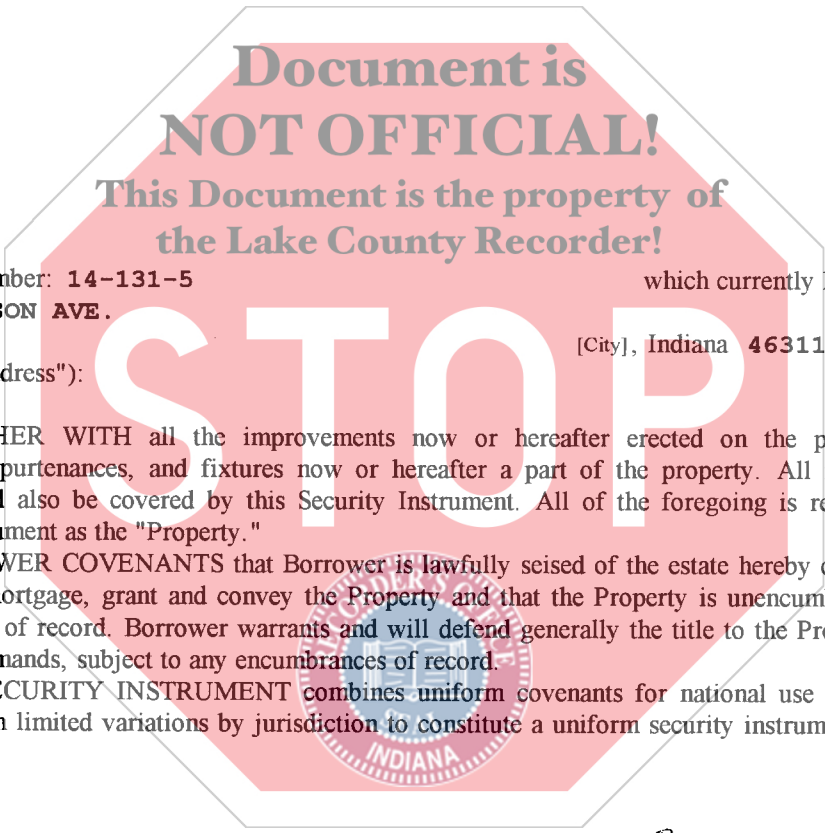 Document is
NOT OFFICIAL!
This Document is the property of
the Lake County Recorder!
nber: 14-131-5 which currently
SON AVE.
[City], Indiana 46311
dress"):
STOP
HER WITH all the improvements now or hereafter erected on the p
purtenances, and fixtures now or hereafter a part of the property. All
l also be covered by this Security Instrument. All of the foregoing is re
ument as the "Property."
WER COVENANTS that Borrower is lawfully seised of the estate hereby
ortgage, grant and convey the Property and that the Property is unencum
of record. Borrower warrants and will defend generally the title to the Pro
mands, subject to any encumbrances of record.
ECURITY INSTRUMENT combines uniform covenants for national use
n limited variations by jurisdiction to constitute a uniform security instrum
RECORDER'S OFFICE
SEAL
INDIANA